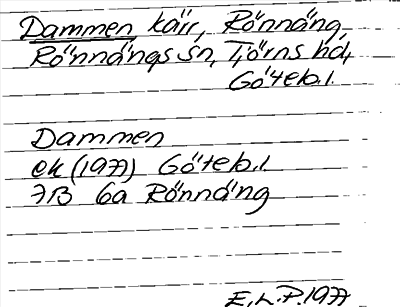 Dammen kärr, Rönnäng,
Rönnängs sn, Tjörns hd,
Göteb.l.
Dammen
ek (1977) Göteb.l
7B 6a Rönnäng
E.L.P.1977